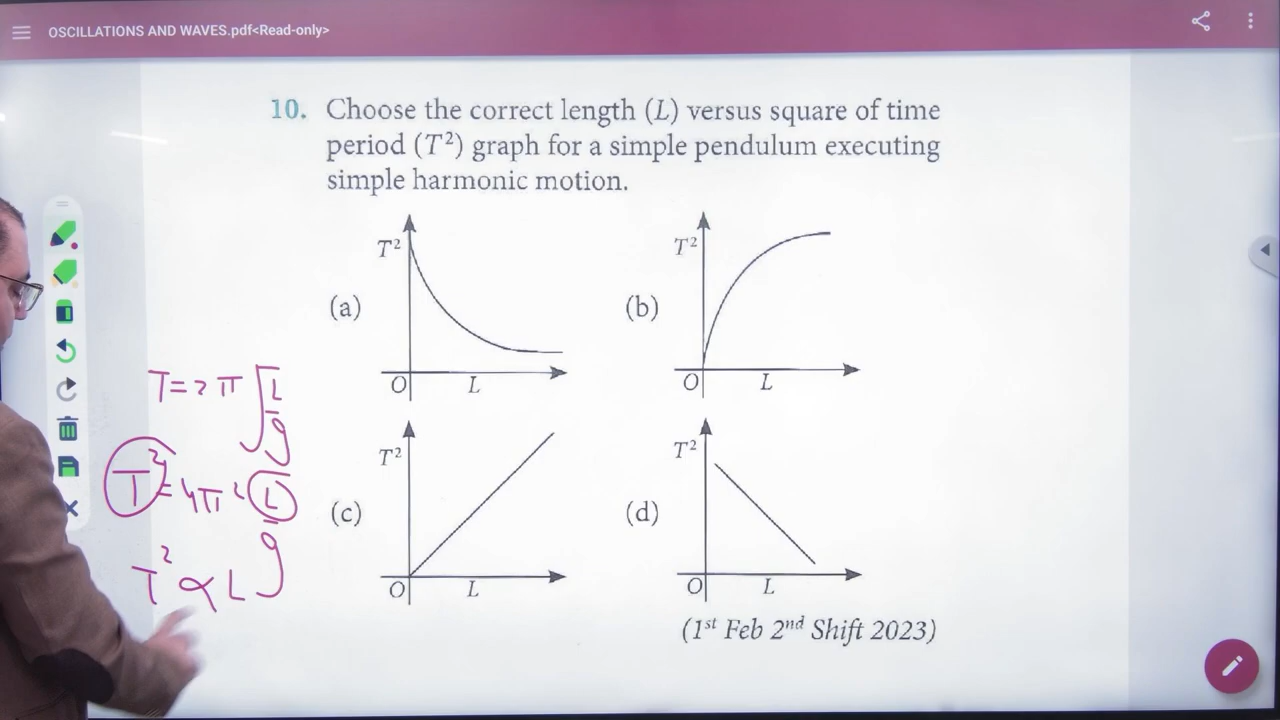 OSCILLATIONS AND WAVES.pdf<Read-only>
10. Choose the correct length (L) versus square of time
period (T²) graph for a simple pendulum executing
simple harmonic motion.
(a) T² O L
(b) T² O L
(c) T² O L
(d) T² O L
(1st Feb 2nd Shift 2023)
T=2π√L/g
T²=4π²L/g
T²∝L